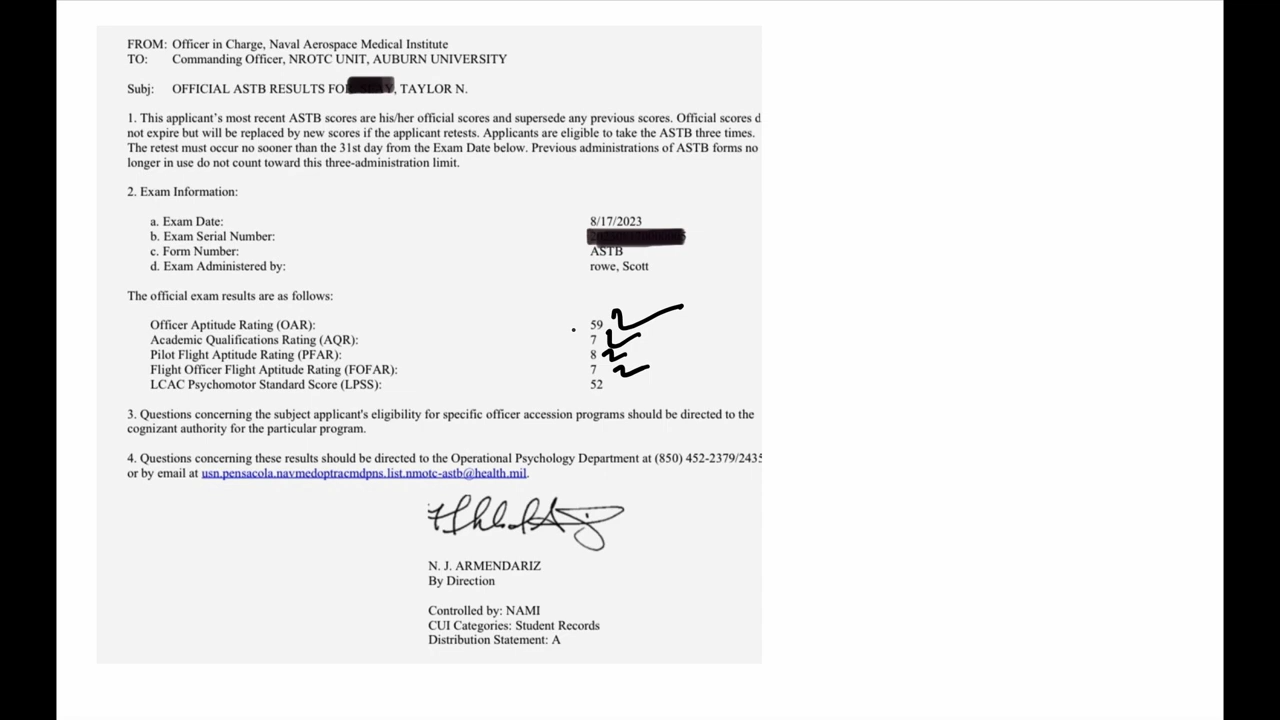 FROM: Officer in Charge, Naval Aerospace Medical Institute
TO: Commanding Officer, NROTC UNIT, AUBURN UNIVERSITY
Subj: OFFICIAL ASTB RESULTS FO , TAYLOR N.
1. This applicant's most recent ASTB scores are his/her official scores and supersede any previous scores. Official scores d
not expire but will be replaced by new scores if the applicant retests. Applicants are eligible to take the ASTB three times.
The retest must occur no sooner than the 31st day from the Exam Date below. Previous administrations of ASTB forms no
longer in use do not count toward this three-administration limit.
2. Exam Information:
a. Exam Date: 8/17/2023
b. Exam Serial Number:
c. Form Number: ASTB
d. Exam Administered by: rowe, Scott
The official exam results are as follows:
Officer Aptitude Rating (OAR): 59
Academic Qualifications Rating (AQR): 7
Pilot Flight Aptitude Rating (PFAR): 8
Flight Officer Flight Aptitude Rating (FOFAR): 7
LCAC Psychomotor Standard Score (LPSS): 52
3. Questions concerning the subject applicant's eligibility for specific officer accession programs should be directed to the
cognizant authority for the particular program.
4. Questions concerning these results should be directed to the Operational Psychology Department at (850) 452-2379/2435
or by email at usn.pensacola.navmedoptracmdpns.list.nmotc-astb@health.mil.
N. J. ARMENDARIZ
By Direction
Controlled by: NAMI
CUI Categories: Student Records
Distribution Statement: A